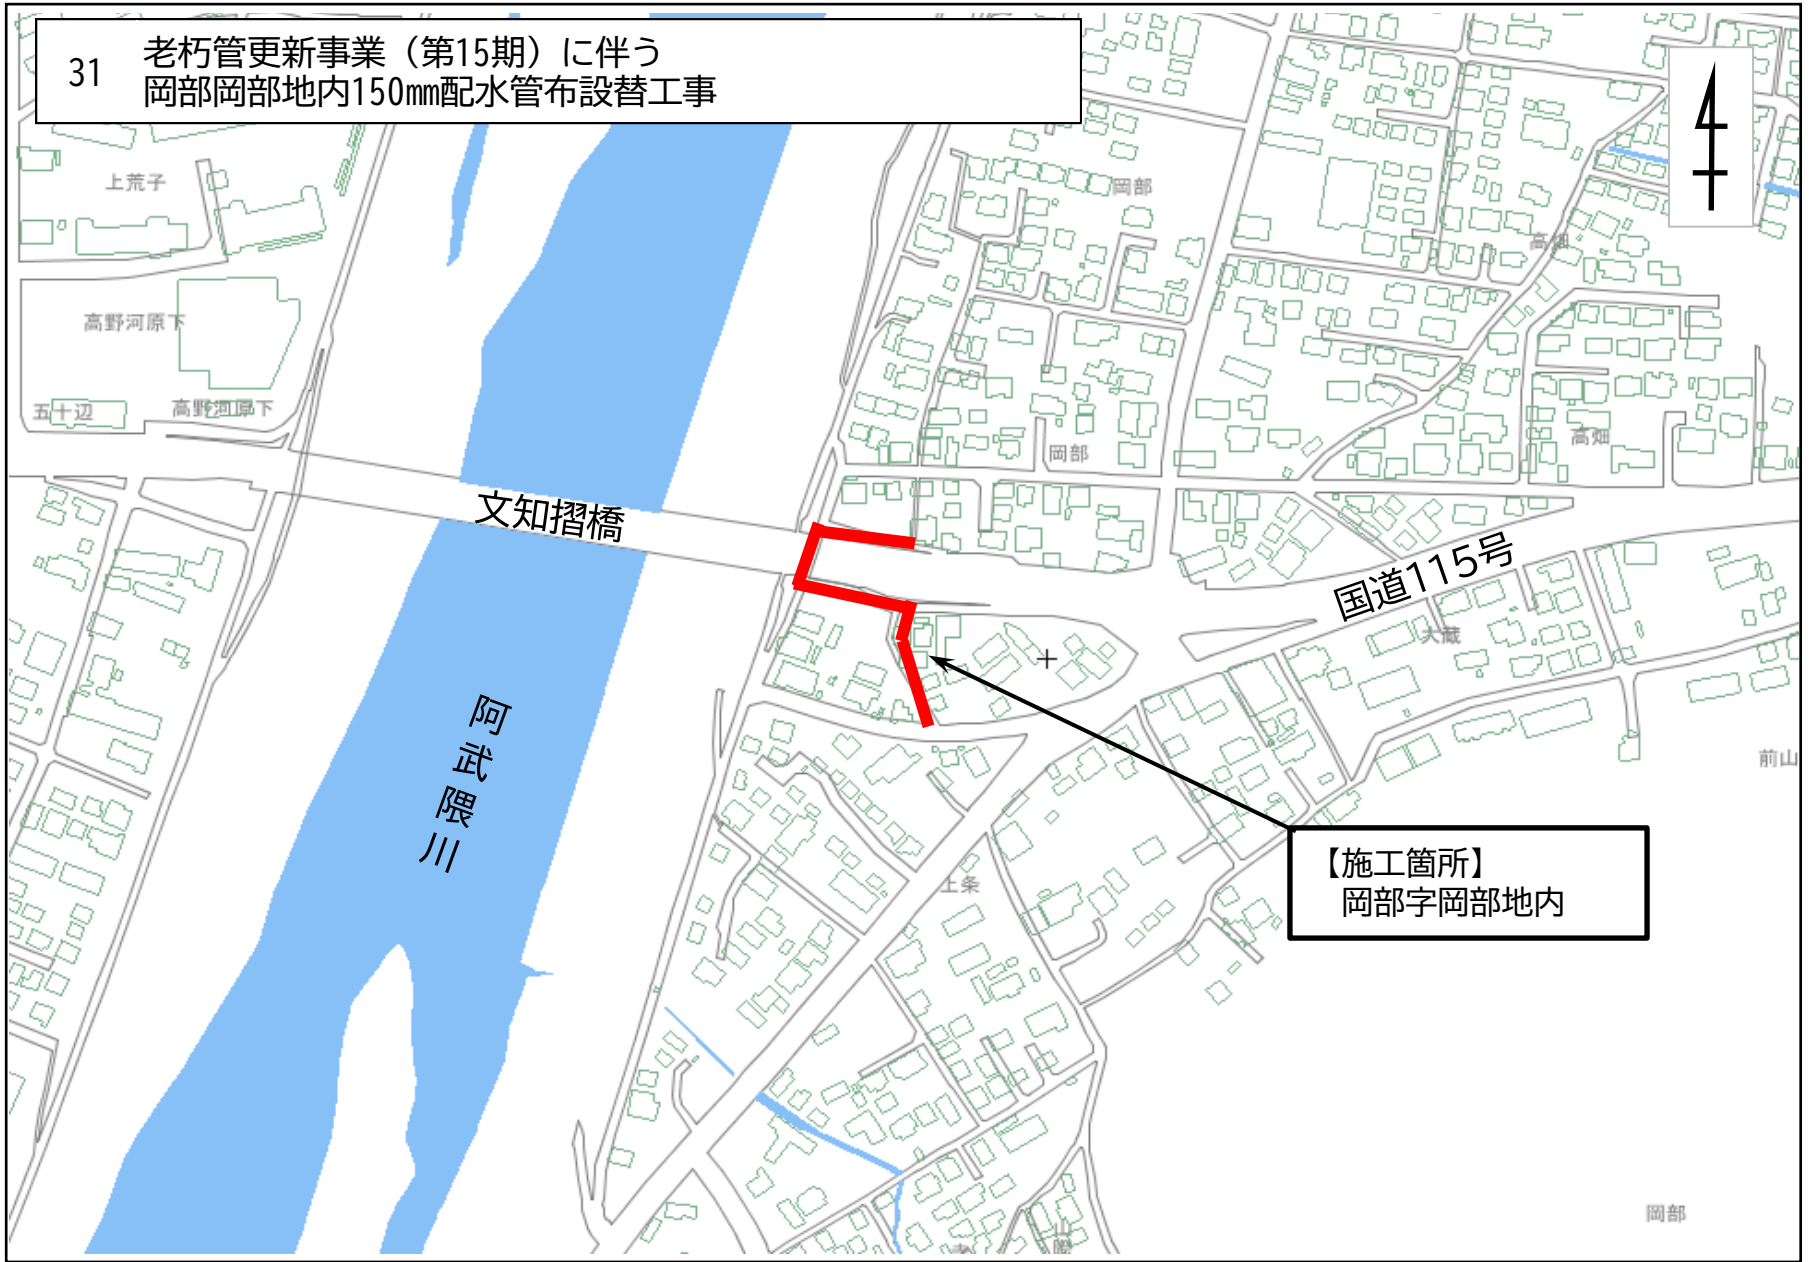 31
老朽管更新事業（第15期）に伴う
岡部岡部地内150㎜配水管布設替工事
上荒子
岡部
高畑
高野河原下
五十辺
高野河原下
岡部
高畑
文知摺橋
国道115号
大蔵
阿武隈川
前山
【施工箇所】
岡部字岡部地内
上条
岡部